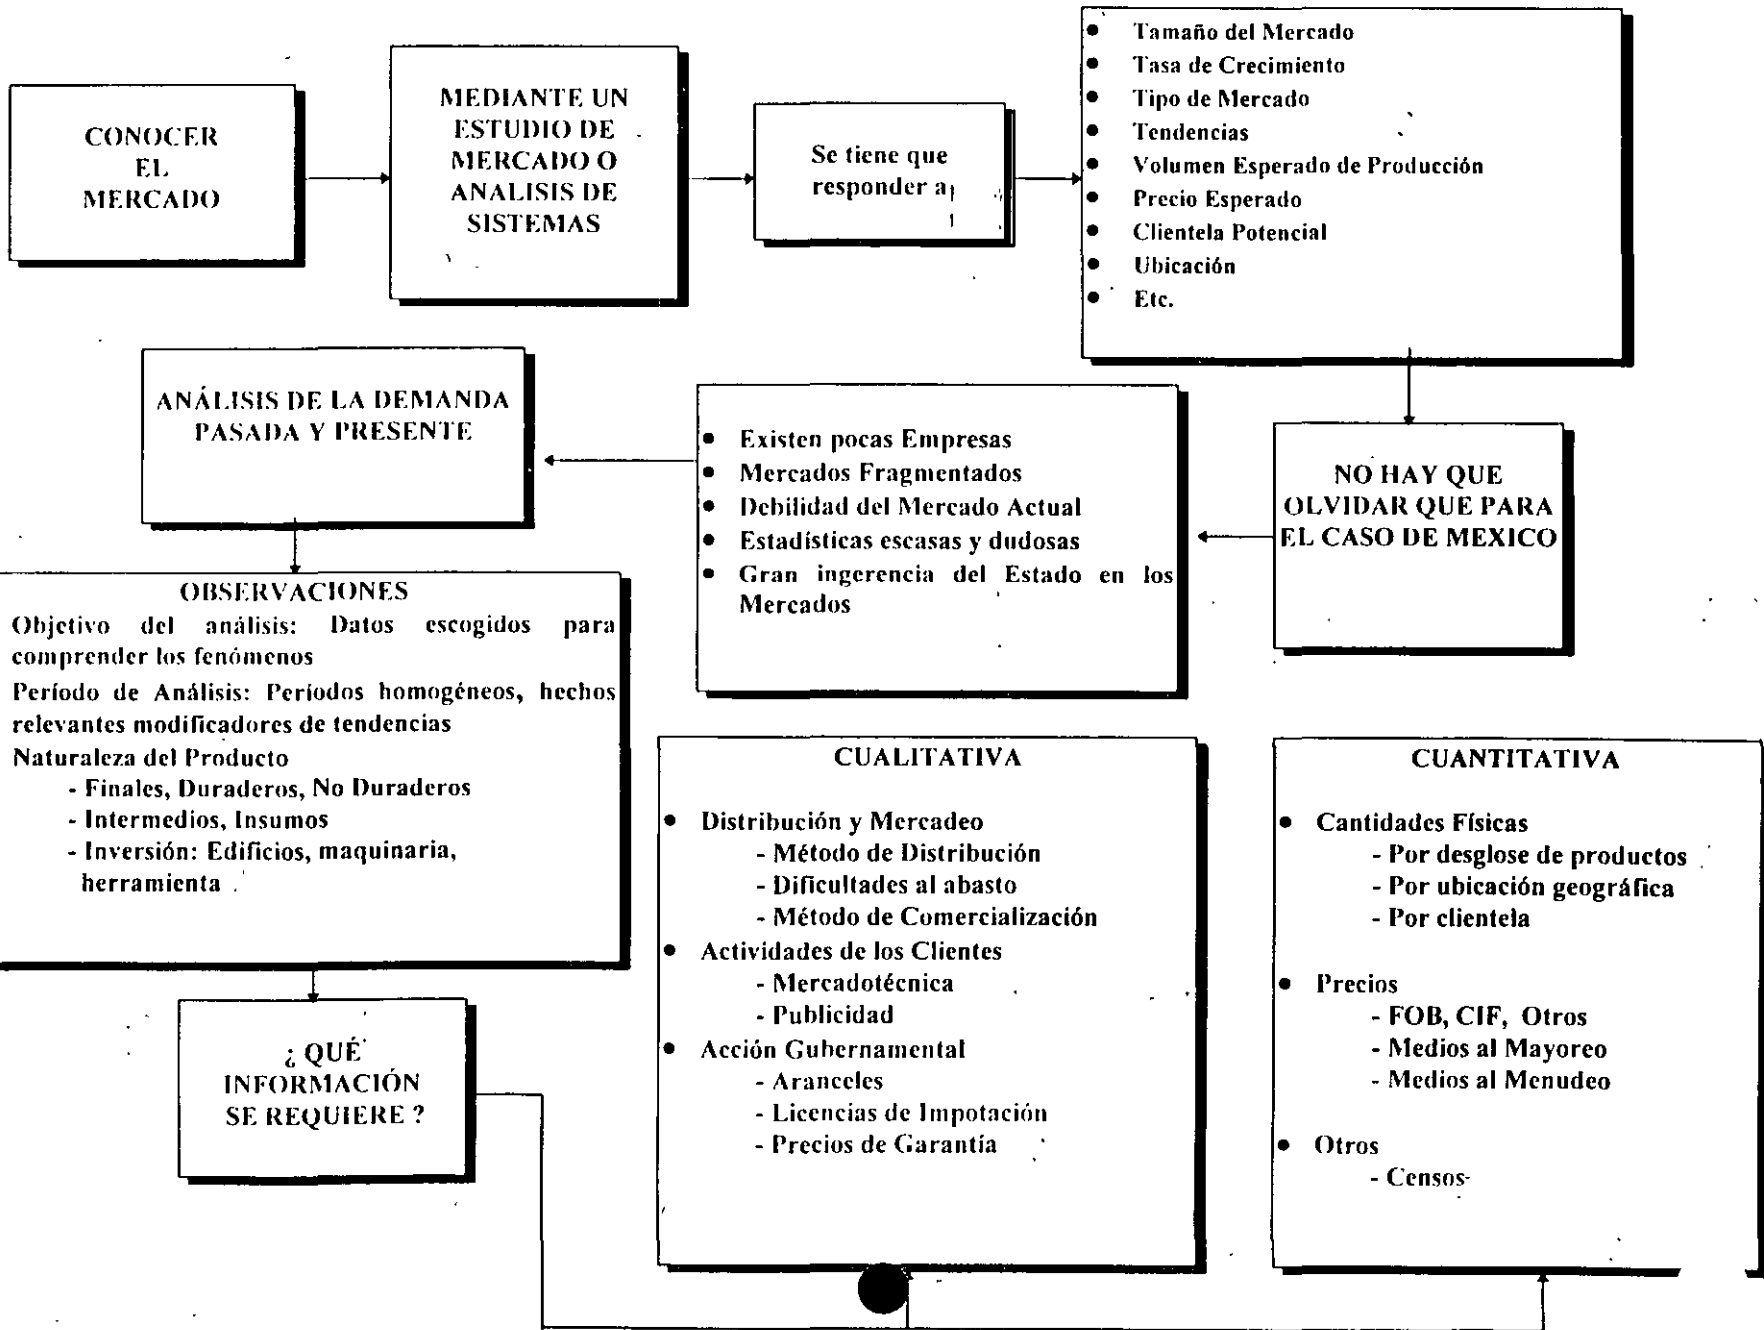 CONOCER
EL
MERCADO
MEDIANTE UN
ESTUDIO DE
MERCADO O
ANALISIS DE
SISTEMAS
Se tiene que
responder a
• Tamaño del Mercado
• Tasa de Crecimiento
• Tipo de Mercado
• Tendencias
• Volumen Esperado de Producción
• Precio Esperado
• Clientela Potencial
• Ubicación
• Etc.
NO HAY QUE
OLVIDAR QUE PARA
EL CASO DE MEXICO
• Existen pocas Empresas
• Mercados Fragmentados
• Debilidad del Mercado Actual
• Estadísticas escasas y dudosas
• Gran ingerencia del Estado en los
Mercados
ANÁLISIS DE LA DEMANDA
PASADA Y PRESENTE
OBSERVACIONES
Objetivo del análisis: Datos escogidos para
comprender los fenómenos
Período de Análisis: Períodos homogéneos, hechos
relevantes modificadores de tendencias
Naturaleza del Producto
- Finales, Duraderos, No Duraderos
- Intermedios, Insumos
- Inversión: Edificios, maquinaria,
herramienta
¿ QUÉ
INFORMACIÓN
SE REQUIERE ?
CUALITATIVA
• Distribución y Mercadeo
- Método de Distribución
- Dificultades al abasto
- Método de Comercialización
• Actividades de los Clientes
- Mercadotécnica
- Publicidad
• Acción Gubernamental
- Aranceles
- Licencias de Impotación
- Precios de Garantía
CUANTITATIVA
• Cantidades Físicas
- Por desglose de productos
- Por ubicación geográfica
- Por clientela
• Precios
- FOB, CIF, Otros
- Medios al Mayoreo
- Medios al Menudeo
• Otros
- Censos